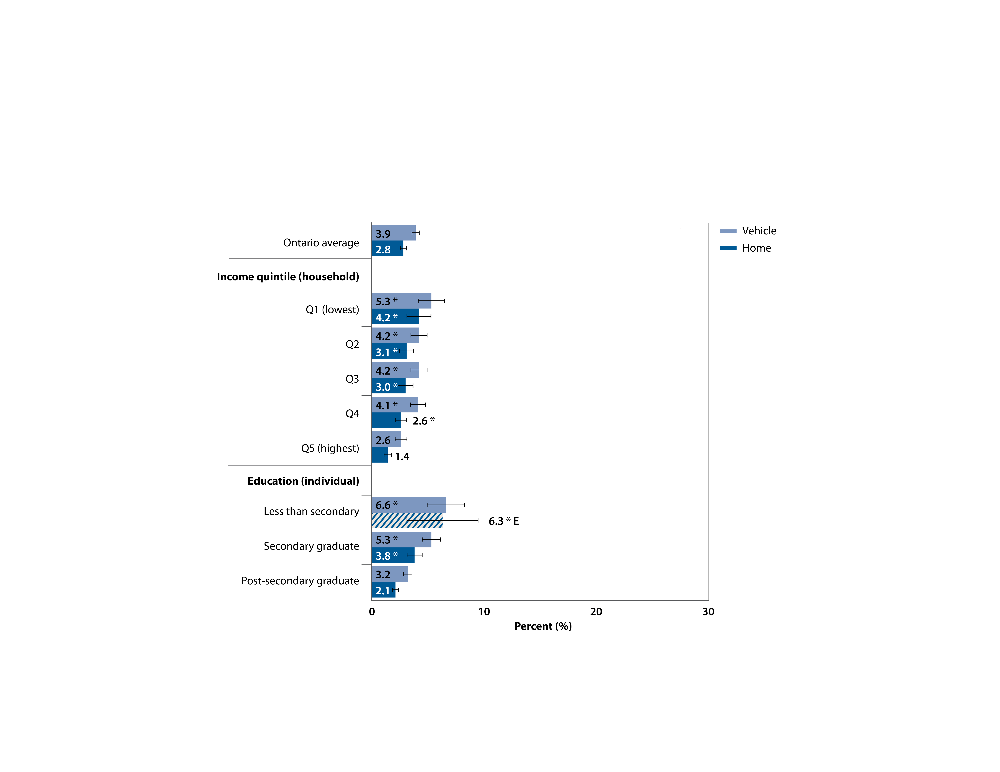 Vehicle
Home
Ontario average
3.9
2.8
Income quintile (household)
Q1 (lowest)
5.3 *
4.2 *
Q2
4.2 *
3.1 *
Q3
4.2 *
3.0 *
Q4
4.1 *
2.6 *
Q5 (highest)
2.6
1.4
Education (individual)
Less than secondary
6.6 *
6.3 * E
Secondary graduate
5.3 *
3.8 *
Post-secondary graduate
3.2
2.1
0 10 20 30
Percent (%)